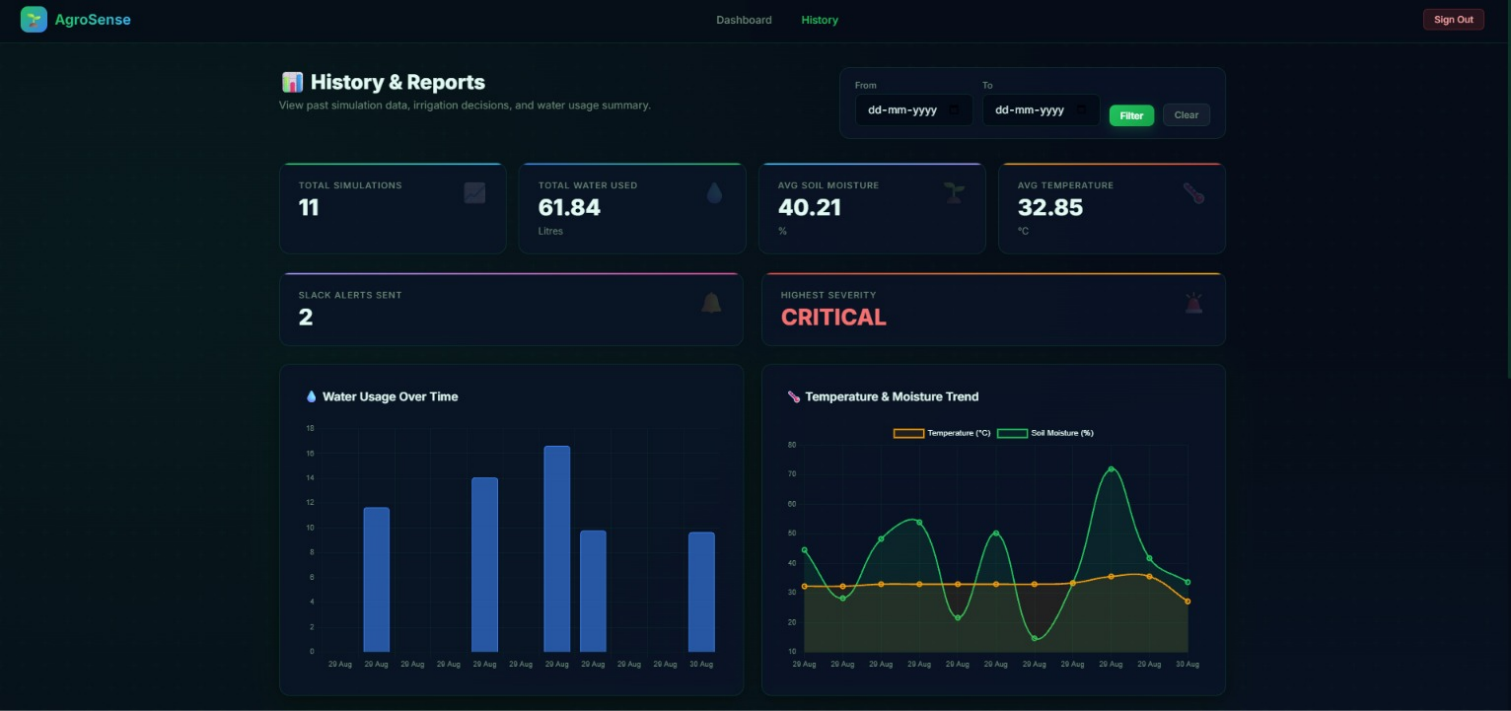 AgroSense
Dashboard History
Sign Out
History & Reports
View past simulation data, irrigation decisions, and water usage summary.
From To
dd-mm-yyyy dd-mm-yyyy Filter Clear
TOTAL SIMULATIONS
11
TOTAL WATER USED
61.84
Litres
AVG SOIL MOISTURE
40.21
%
AVG TEMPERATURE
32.85
°C
SLACK ALERTS SENT
2
HIGHEST SEVERITY
CRITICAL
Water Usage Over Time
18
16
14
12
10
8
6
4
2
0
29 Aug 29 Aug 29 Aug 29 Aug 29 Aug 29 Aug 29 Aug 29 Aug 29 Aug 29 Aug 30 Aug
Temperature & Moisture Trend
Temperature (°C) Soil Moisture (%)
80
70
60
50
40
30
20
10
29 Aug 29 Aug 29 Aug 29 Aug 29 Aug 29 Aug 29 Aug 29 Aug 29 Aug 29 Aug 30 Aug